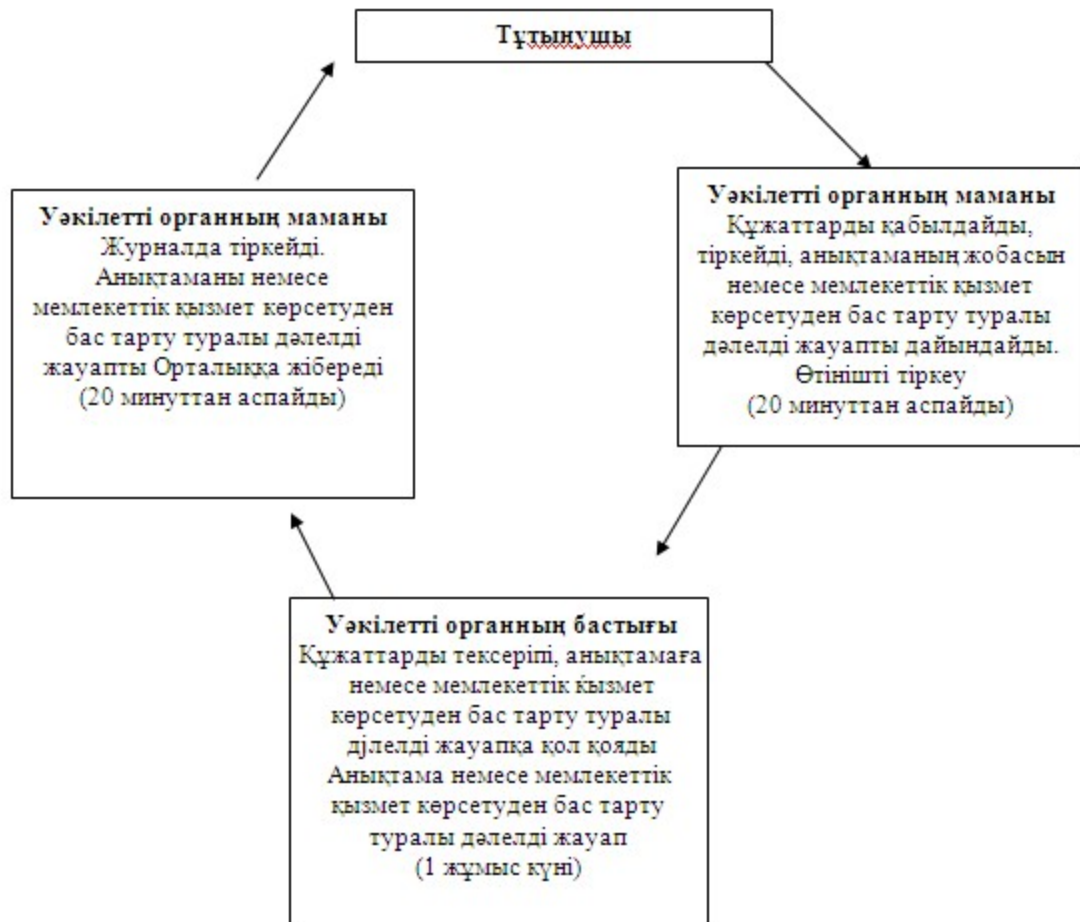 Тұтынушы
Уәкілетті органның маманы
Журналда тіркейді.
Анықтаманы немесе
мемлекеттік қызмет көрсетуден
бас тарту туралы дәлелді
жауапты Орталыққа жібереді
(20 минуттан аспайды)
Уәкілетті органның маманы
Құжаттарды қабылдайды,
тіркейді, анықтаманың жобасын
немесе мемлекеттік қызмет
көрсетуден бас тарту туралы
дәлелді жауапты дайындайды.
Өтінішті тіркеу
(20 минуттан аспайды)
Уәкілетті органның бастығы
Құжаттарды тексеріпі, анықтамаға
немесе мемлекеттік ќызмет
көрсетуден бас тарту туралы
дјлелді жауапқа қол қояды
Анықтама немесе мемлекеттік
қызмет көрсетуден бас тарту
туралы дәлелді жауап
(1 жұмыс күні)